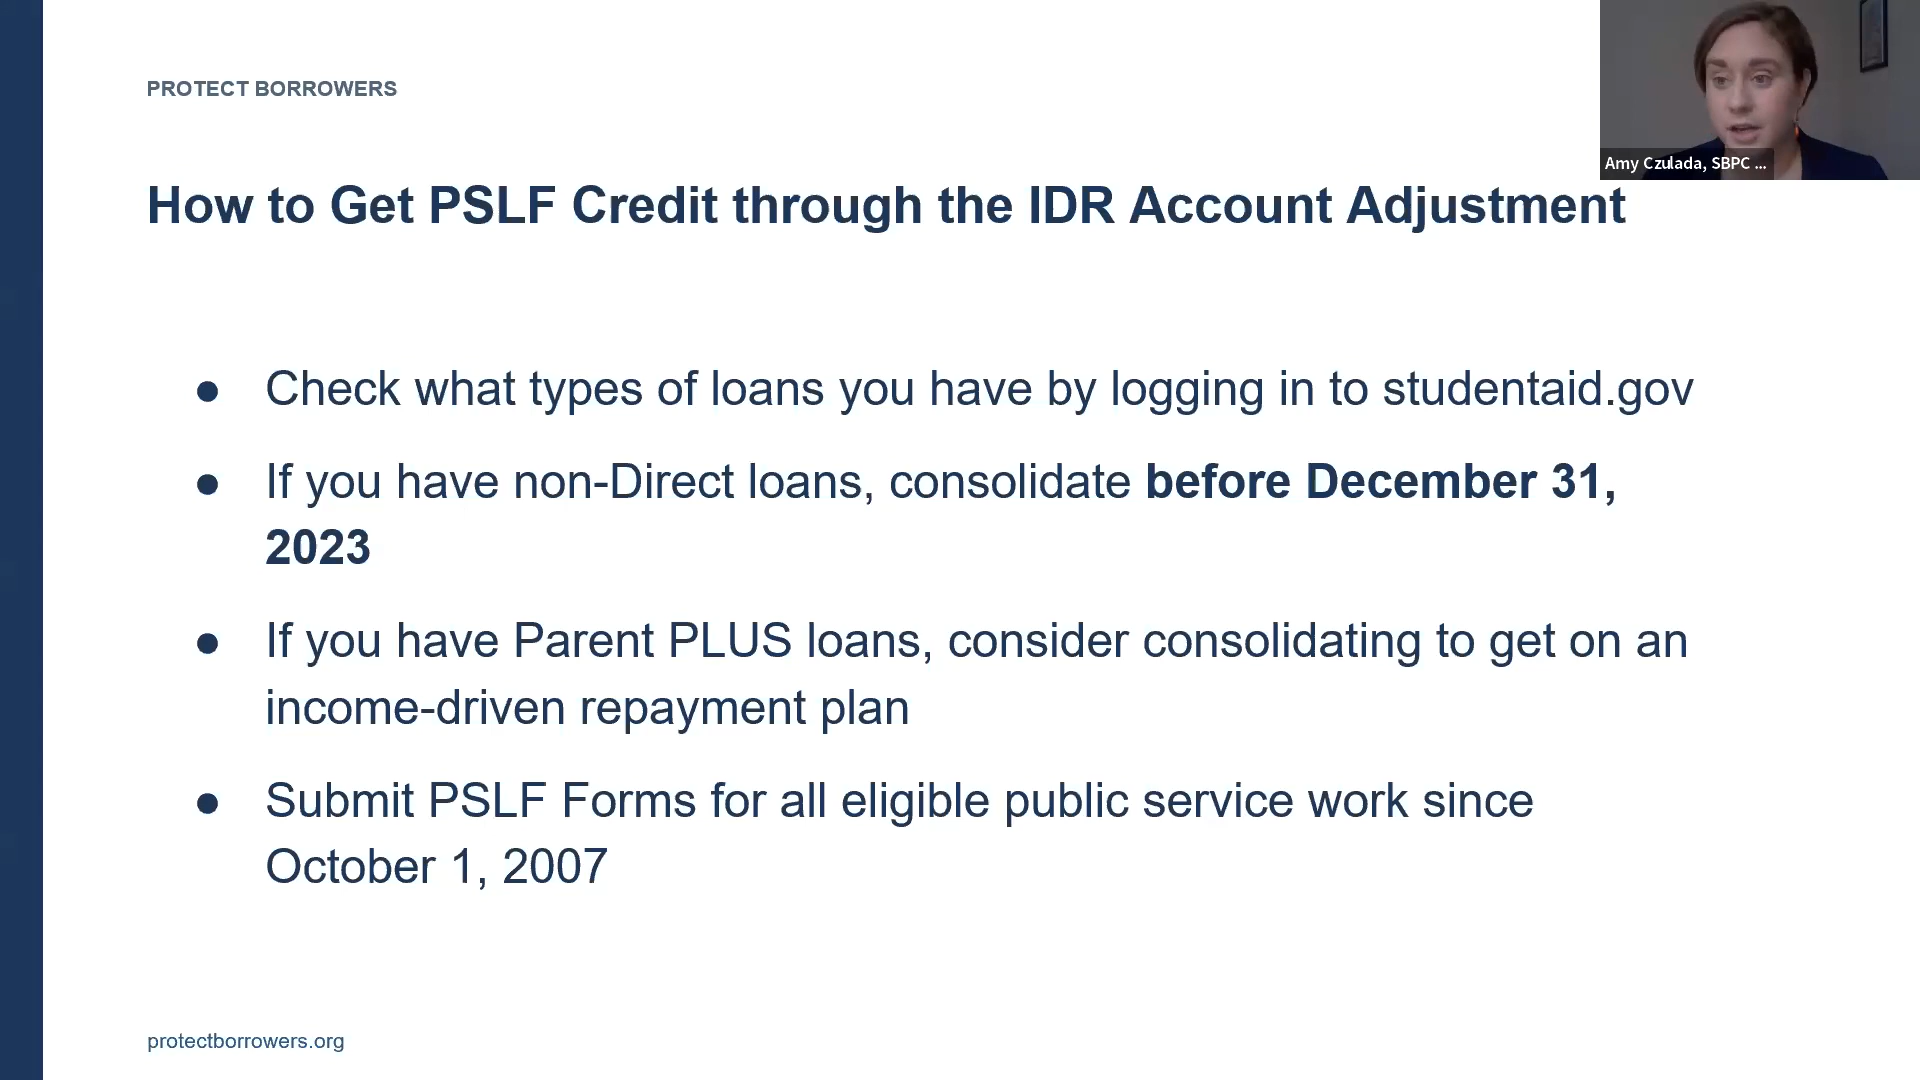 PROTECT BORROWERS
Amy Czulada, SBPC ...
How to Get PSLF Credit through the IDR Account Adjustment
● Check what types of loans you have by logging in to studentaid.gov
● If you have non-Direct loans, consolidate before December 31,
2023
● If you have Parent PLUS loans, consider consolidating to get on an
income-driven repayment plan
● Submit PSLF Forms for all eligible public service work since
October 1, 2007
protectborrowers.org